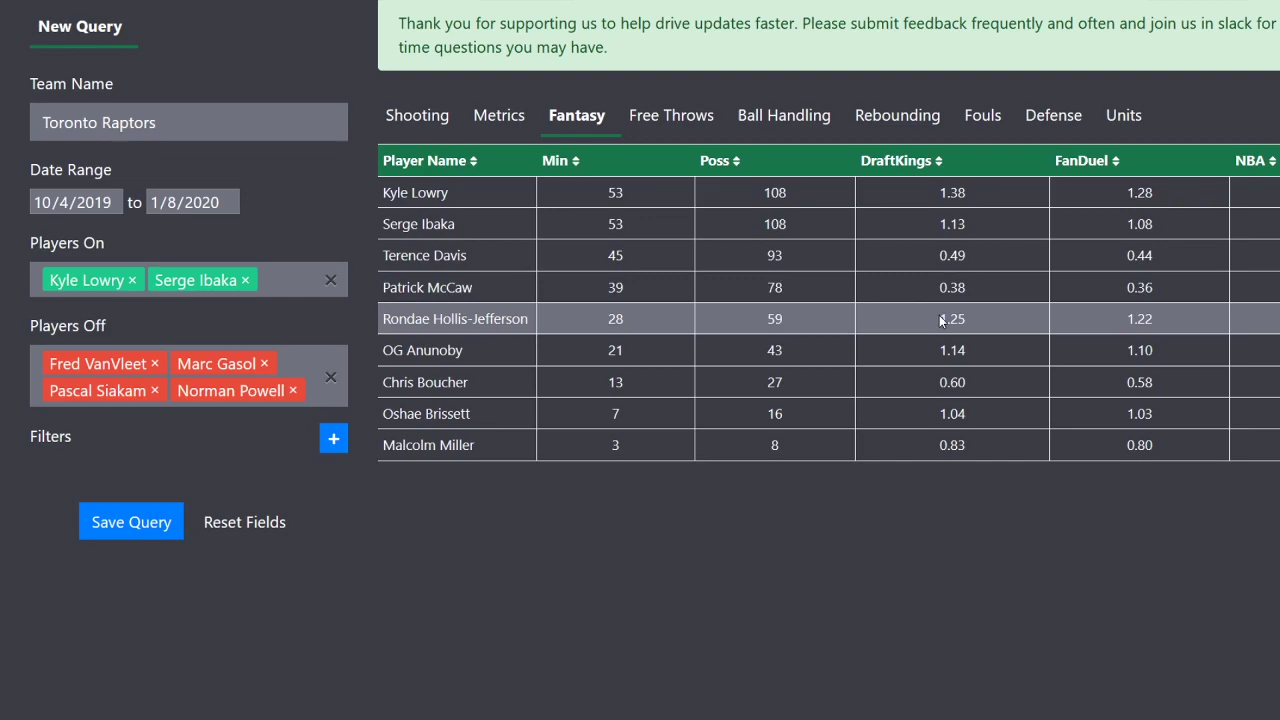 New Query
Thank you for supporting us to help drive updates faster. Please submit feedback frequently and often and join us in slack for
time questions you may have.
Team Name
Toronto Raptors
Date Range
10/4/2019 to 1/8/2020
Players On
Kyle Lowry × Serge Ibaka × ×
Players Off
Fred VanVleet × Marc Gasol ×
Pascal Siakam × Norman Powell × ×
Filters +
Save Query Reset Fields
Shooting Metrics Fantasy Free Throws Ball Handling Rebounding Fouls Defense Units
Player Name Min Poss DraftKings FanDuel NBA
Kyle Lowry 53 108 1.38 1.28
Serge Ibaka 53 108 1.13 1.08
Terence Davis 45 93 0.49 0.44
Patrick McCaw 39 78 0.38 0.36
Rondae Hollis-Jefferson 28 59 1.25 1.22
OG Anunoby 21 43 1.14 1.10
Chris Boucher 13 27 0.60 0.58
Oshae Brissett 7 16 1.04 1.03
Malcolm Miller 3 8 0.83 0.80